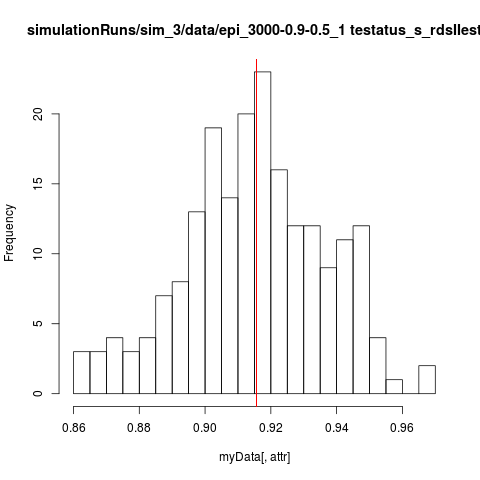 simulationRuns/sim_3/data/epi_3000-0.9-0.5_1 testatus_s_rdsllest
Frequency
20
15
10
5
0
0.86 0.88 0.90 0.92 0.94 0.96
myData[, attr]